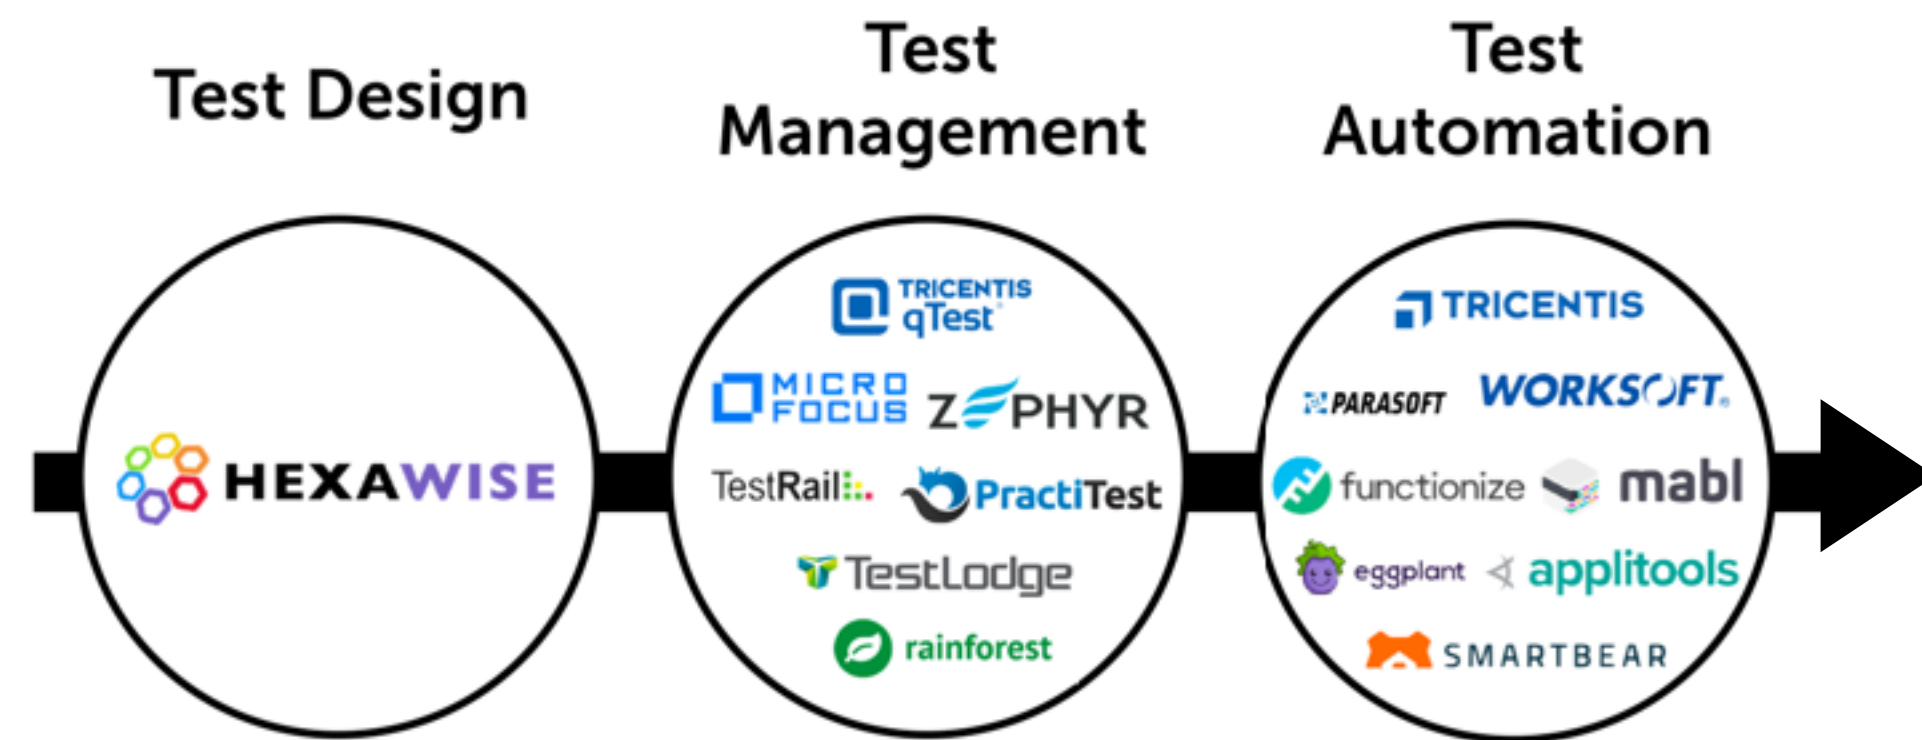 Test Design
Test
Management
Test
Automation
HEXAWISE
TRICENTIS
qTest
MICRO
FOCUS
ZEPHYR
TestRail
PractiTest
TestLodge
rainforest
TRICENTIS
PARASOFT
WORKSOFT®
functionize
mabl
eggplant
applitools
SMARTBEAR